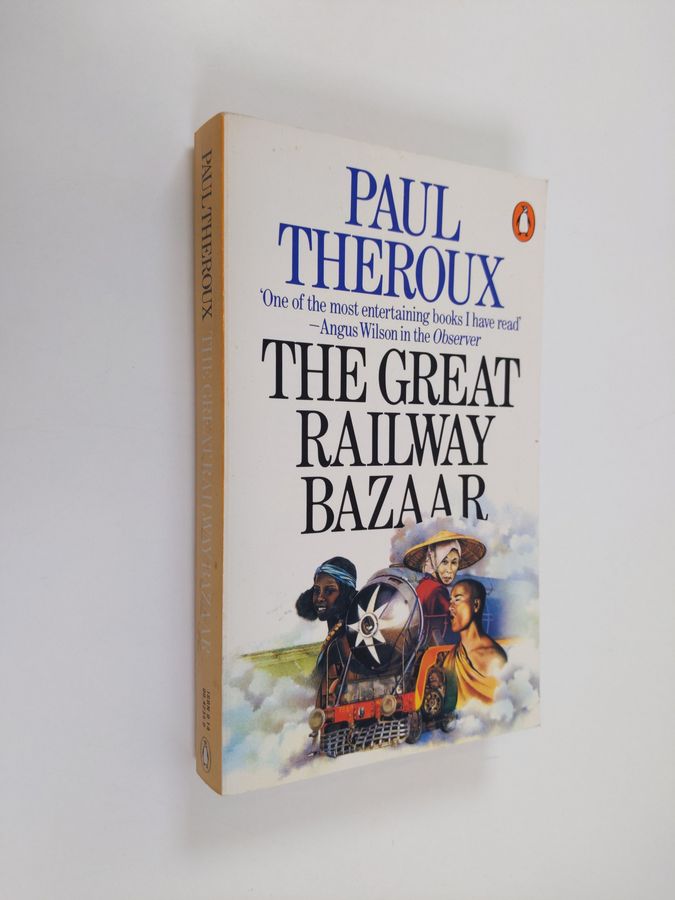 PAUL
THEROUX
'One of the most entertaining books I have read'
—Angus Wilson in the Observer
THE GREAT
RAILWAY
BAZAAR
PAUL THEROUX THE GREAT RAILWAY BAZAAR